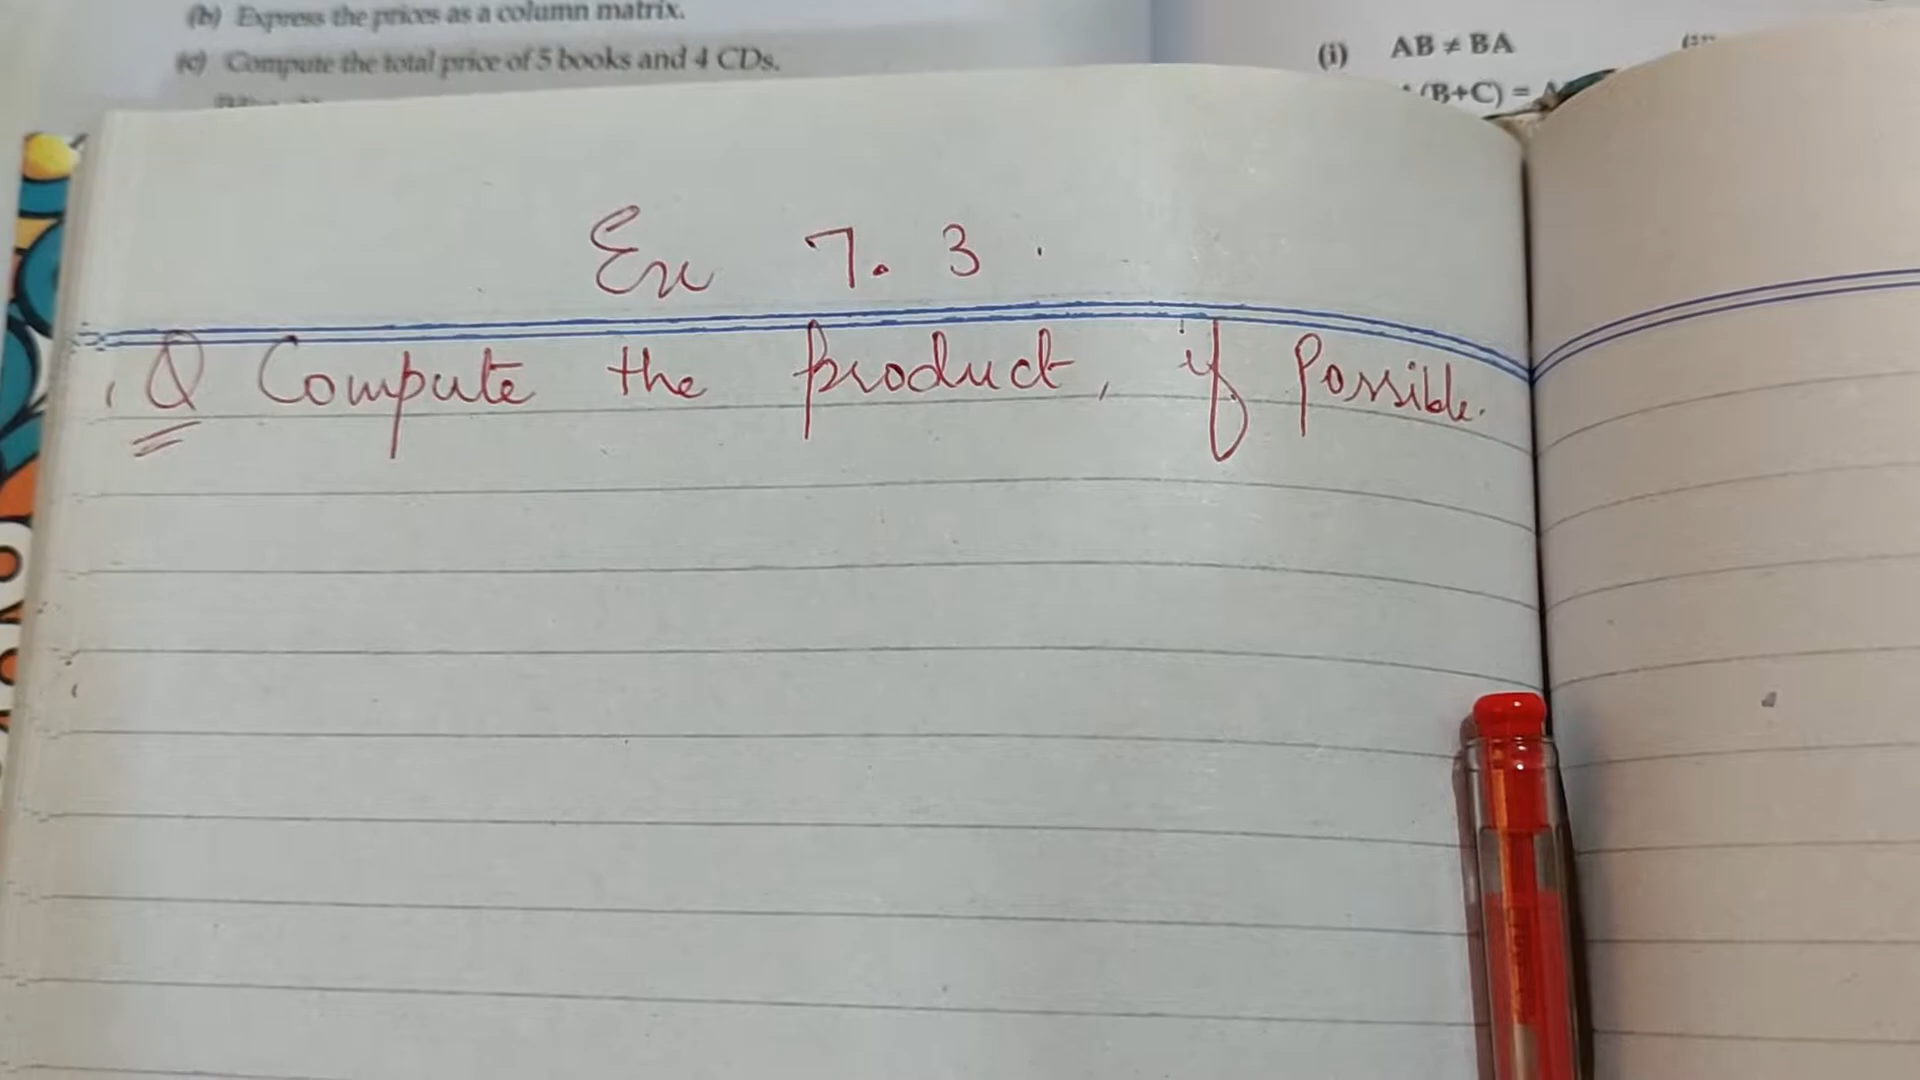 (b) Express the prices as a column matrix.
(c) Compute the total price of 5 books and 4 CDs.
(i) AB ≠ BA
(B+C) =
Ex 7.3.
Q Compute the product, if Possible.